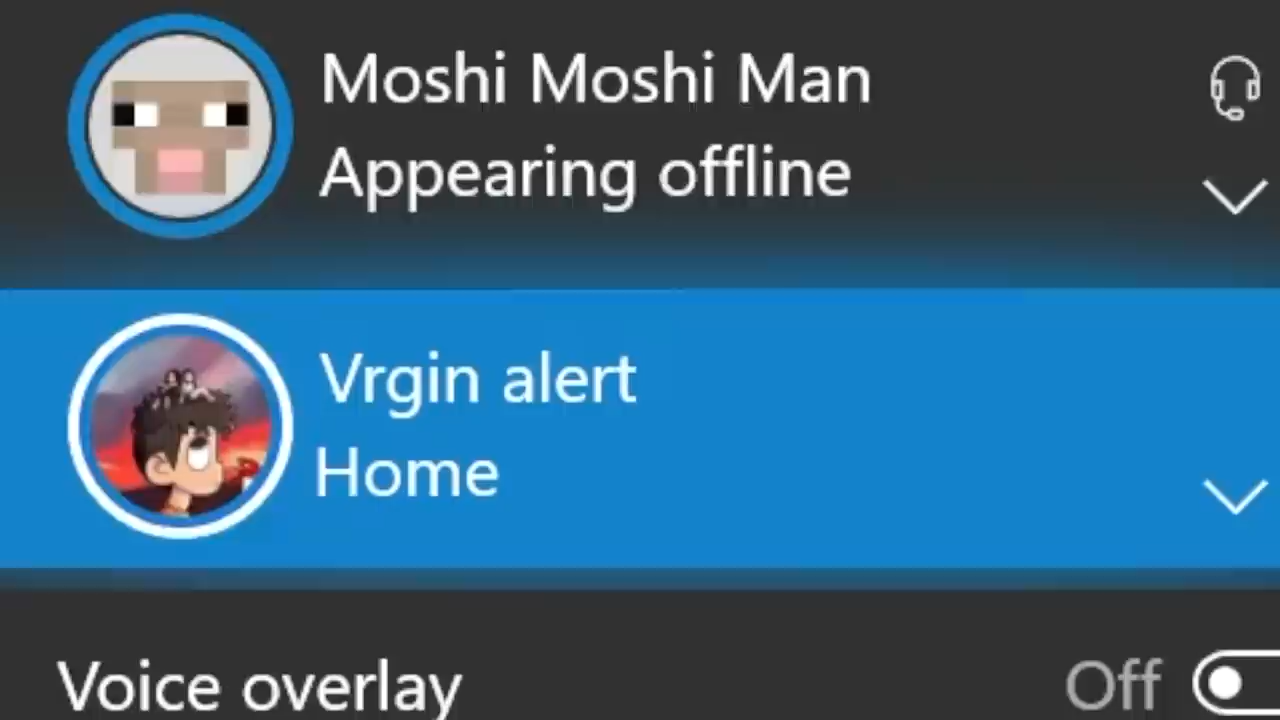 Moshi Moshi Man
Appearing offline
Vrgin alert
Home
Voice overlay
Off